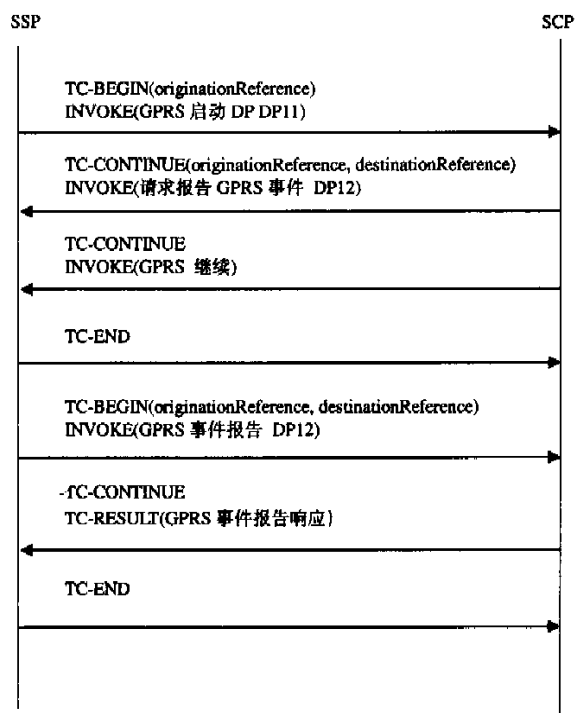 SSP SCP
TC-BEGIN(originationReference)
INVOKE(GPRS 启动 DP DP11)
TC-CONTINUE(originationReference, destinationReference)
INVOKE(请求报告 GPRS 事件 DP12)
TC-CONTINUE
INVOKE(GPRS 继续)
TC-END
TC-BEGIN(originationReference, destinationReference)
INVOKE(GPRS 事件报告 DP12)
TC-CONTINUE
TC-RESULT(GPRS 事件报告响应)
TC-END